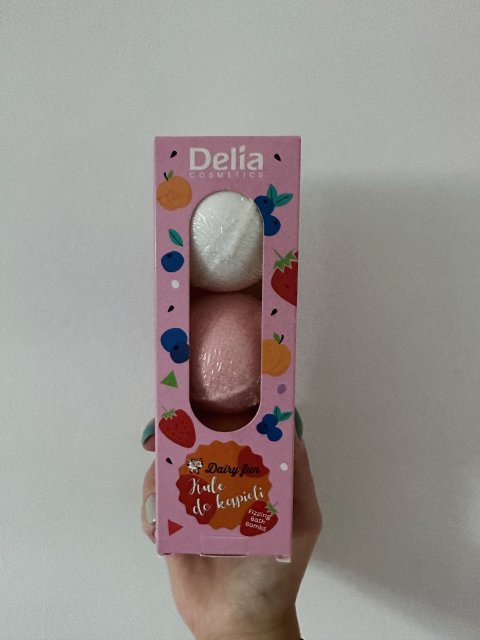 Delia
COSMETICS
Dairy fun
Kule
do kąpieli
Fizzing
Bath
Bombs